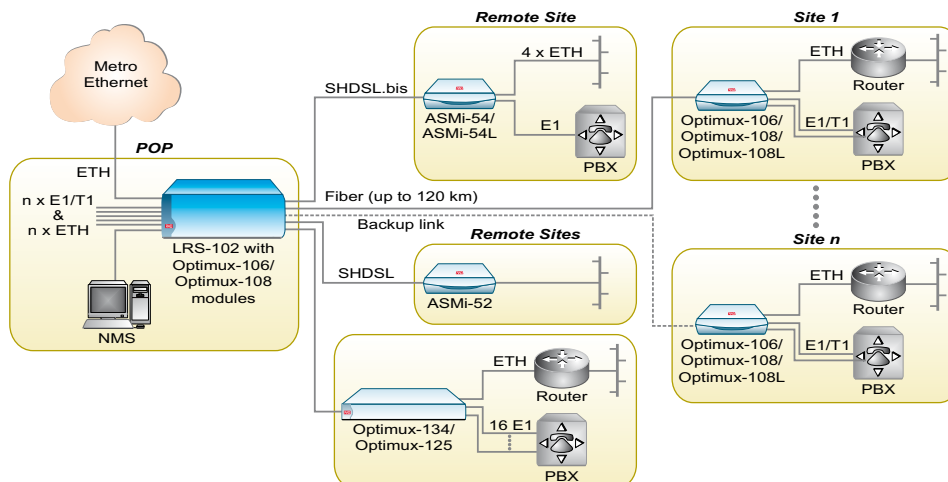 Metro
Ethernet
POP
ETH
n x E1/T1
&
n x ETH
LRS-102 with
Optimux-106/
Optimux-108
modules
NMS
SHDSL.bis
Fiber (up to 120 km)
Backup link
SHDSL
Remote Site
4 x ETH
ASMi-54/
ASMi-54L
E1
PBX
Remote Sites
ASMi-52
ETH
Router
Optimux-134/
Optimux-125
16 E1
PBX
Site 1
ETH
Router
Optimux-106/
Optimux-108/
Optimux-108L
E1/T1
PBX
Site n
ETH
Router
Optimux-106/
Optimux-108/
Optimux-108L
E1/T1
PBX